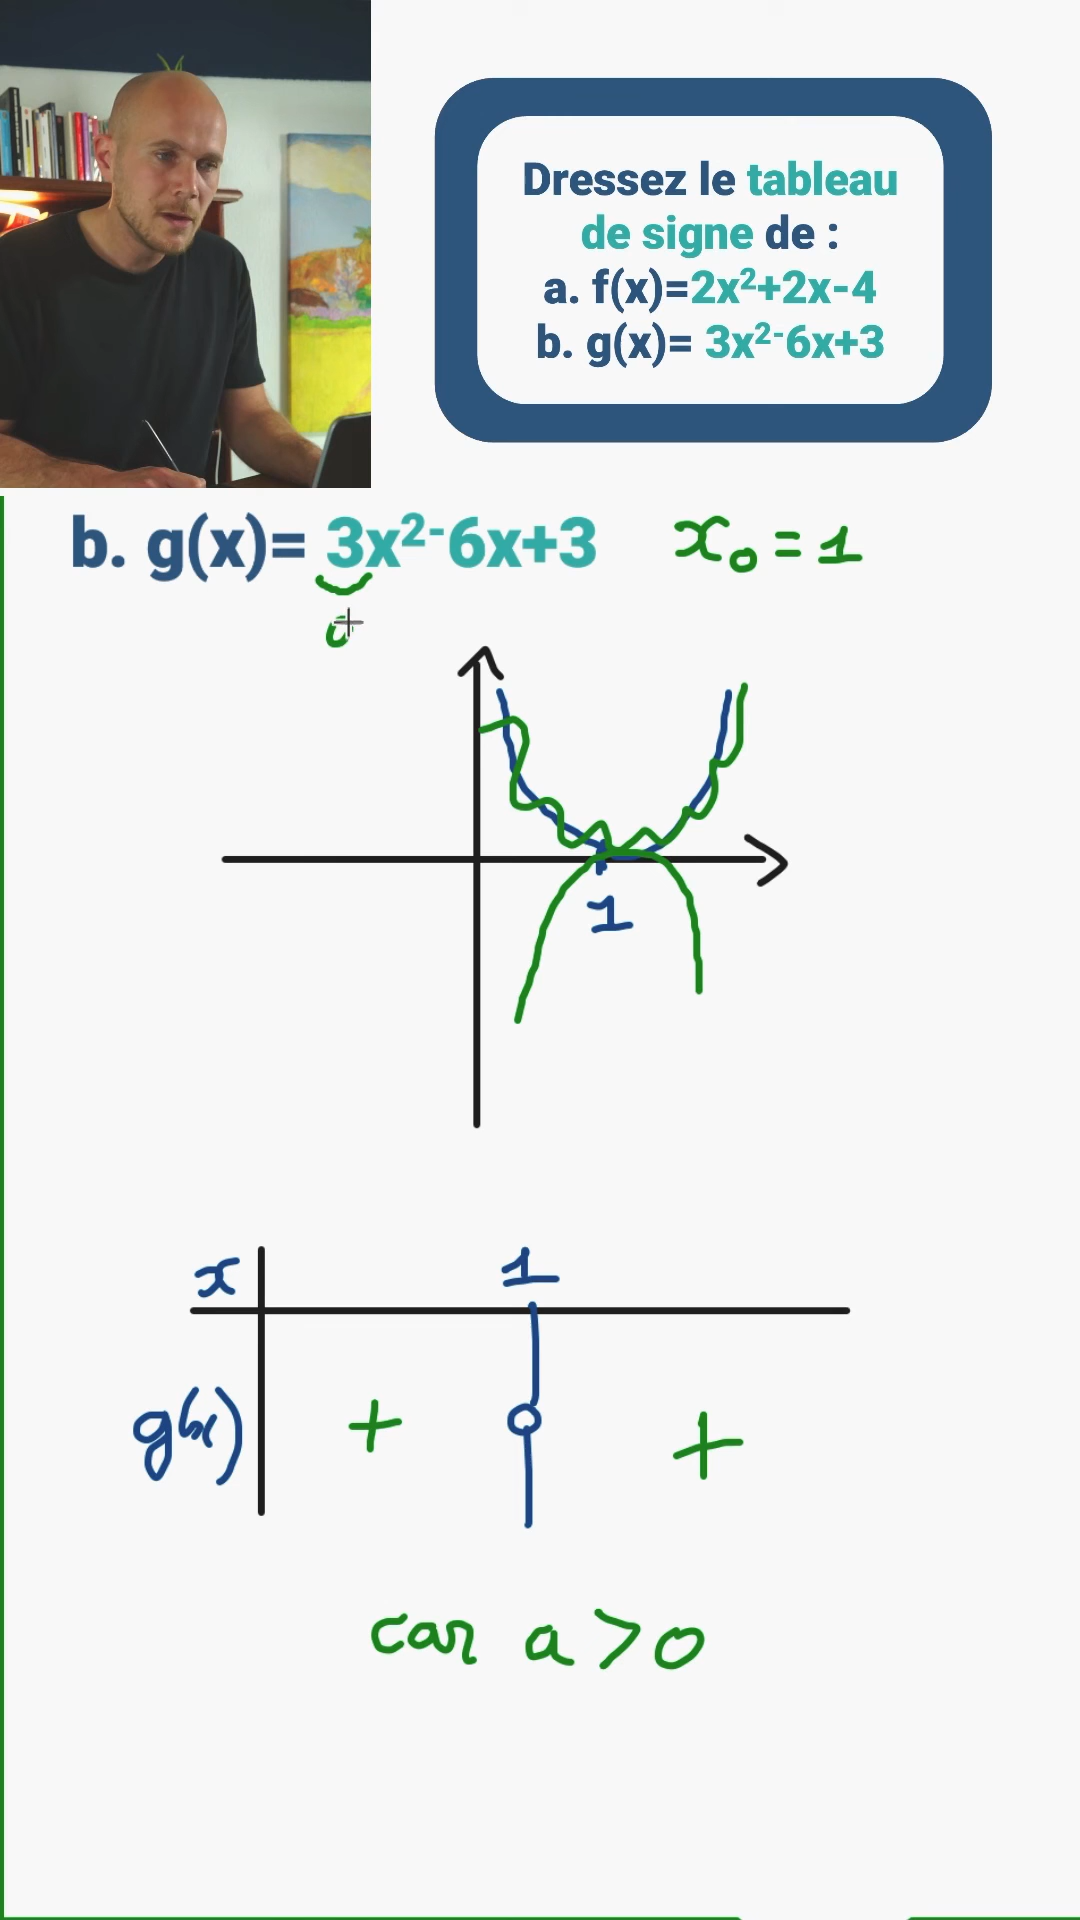 Dressez le tableau
de signe de :
a. f(x)=2x²+2x-4
b. g(x)= 3x²⁻6x+3
b. g(x)= 3x²⁻6x+3 x₀ = 1
1
x 1
g(x) + +
car a > 0